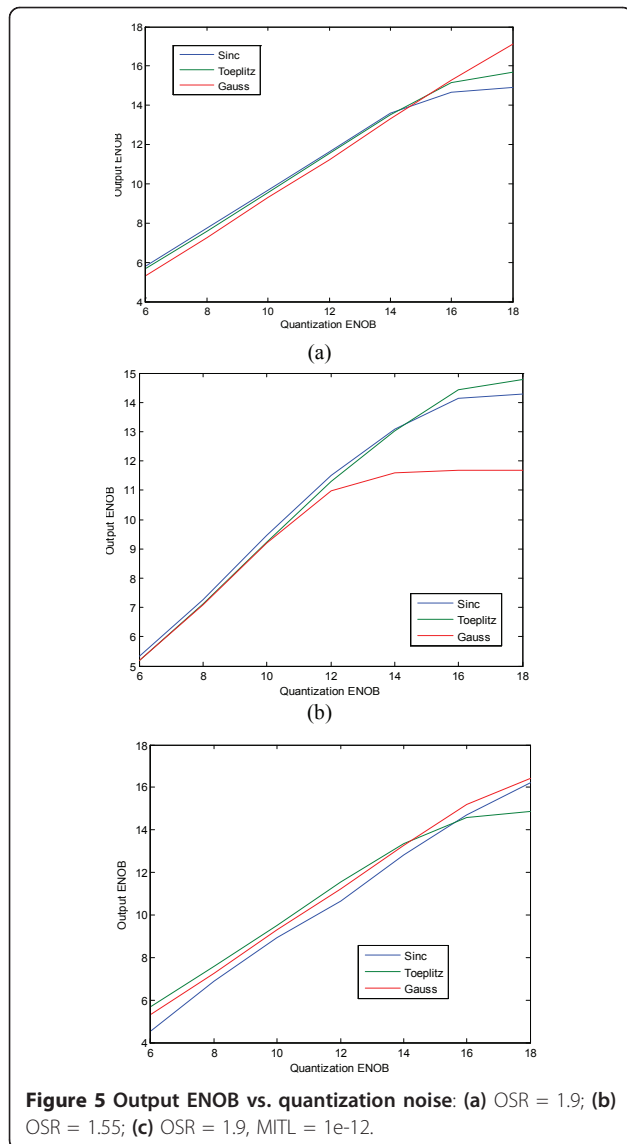 18
16
14
12
10
8
6
4
Output ENOB
Sinc
Toeplitz
Gauss
6 8 10 12 14 16 18
Quantization ENOB
(a)
15
14
13
12
11
10
9
8
7
6
5
Output ENOB
Sinc
Toeplitz
Gauss
6 8 10 12 14 16 18
Quantization ENOB
(b)
18
16
14
12
10
8
6
4
Output ENOB
Sinc
Toeplitz
Gauss
6 8 10 12 14 16 18
Quantization ENOB
Figure 5 Output ENOB vs. quantization noise: (a) OSR = 1.9; (b)
OSR = 1.55; (c) OSR = 1.9, MITL = 1e-12.